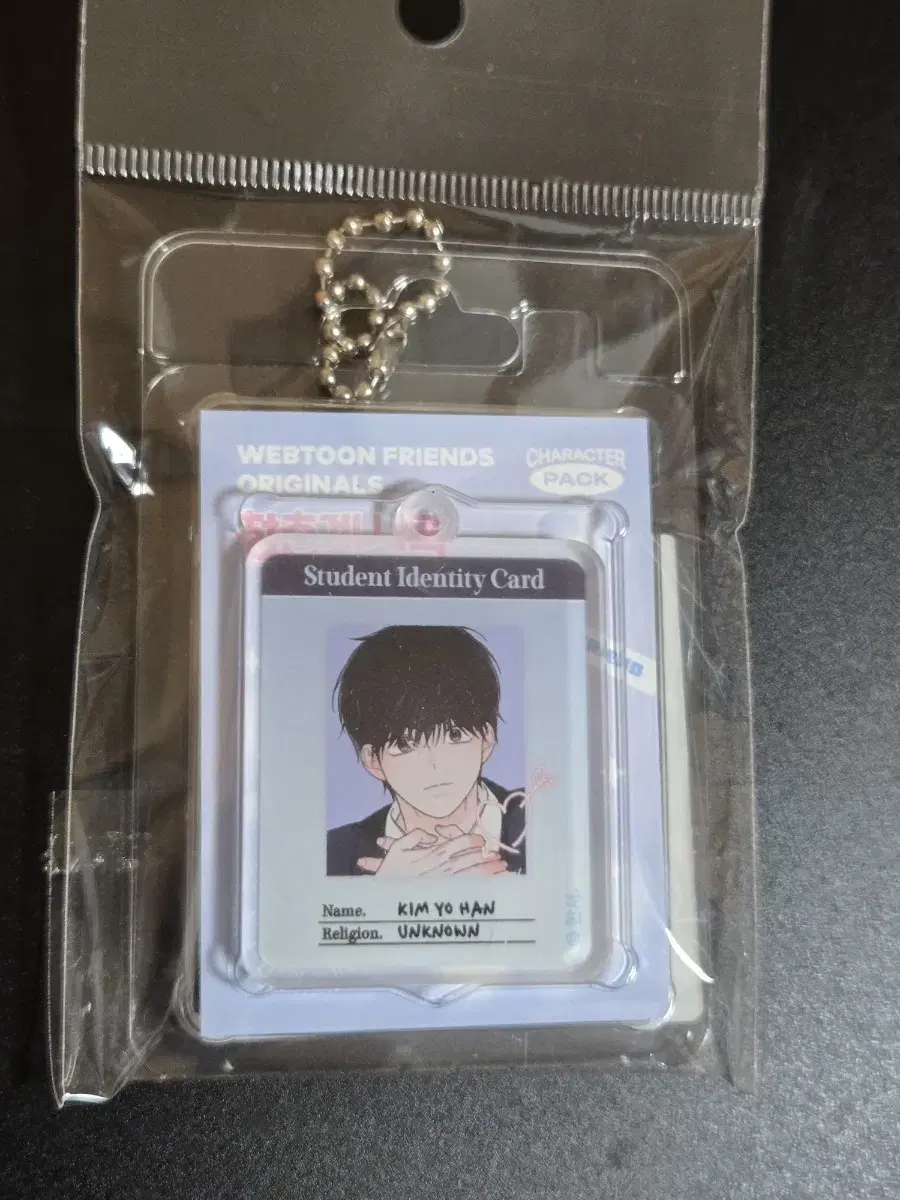 WEBTOON FRIENDS
ORIGINALS
CHARACTER
PACK
Student Identity Card
Name. KIM YO HAN
Religion. UNKNOWN